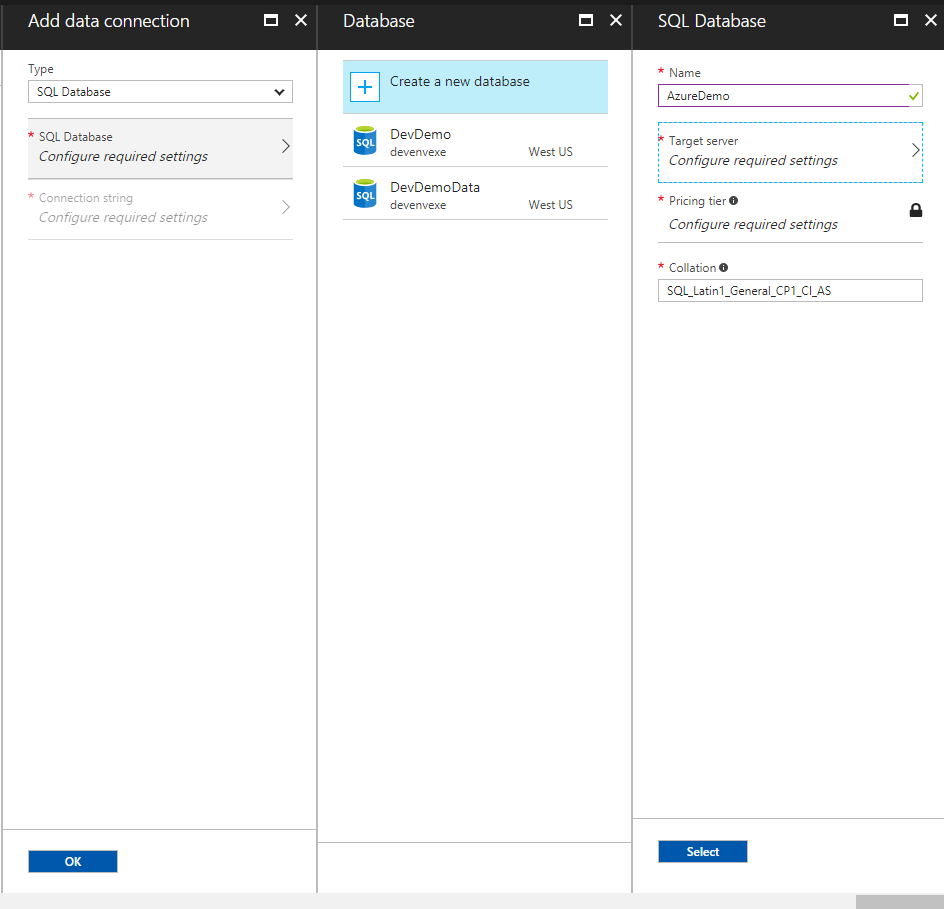 Add data connection
Type
SQL Database
* SQL Database
Configure required settings
* Connection string
Configure required settings
OK
Database
Create a new database
SQL
DevDemo
devenvexe West US
SQL
DevDemoData
devenvexe West US
SQL Database
* Name
AzureDemo
* Target server
Configure required settings
* Pricing tier
Configure required settings
* Collation
SQL_Latin1_General_CP1_CI_AS
Select